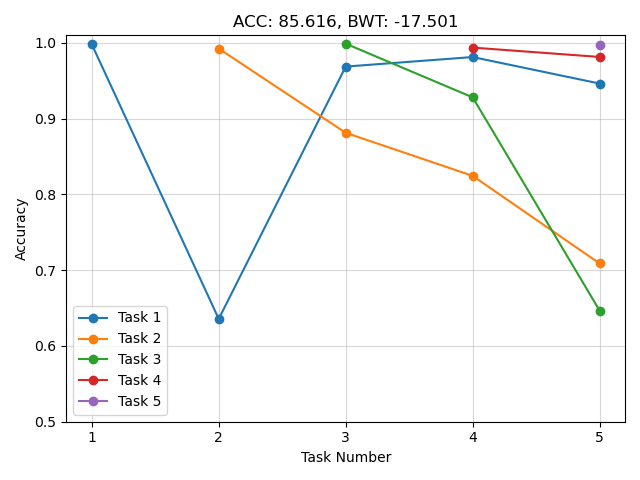 ACC: 85.616, BWT: -17.501
Accuracy
1.0
0.9
0.8
0.7
0.6
0.5
Task 1
Task 2
Task 3
Task 4
Task 5
1 2 3 4 5
Task Number